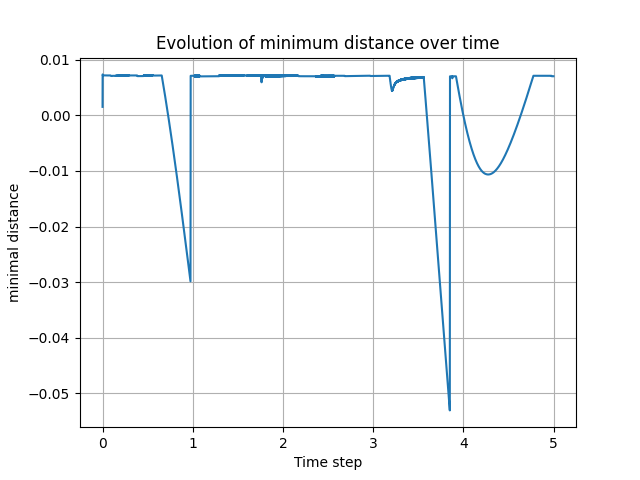 Evolution of minimum distance over time
0.01
0.00
−0.01
−0.02
−0.03
−0.04
−0.05
minimal distance
0 1 2 3 4 5
Time step